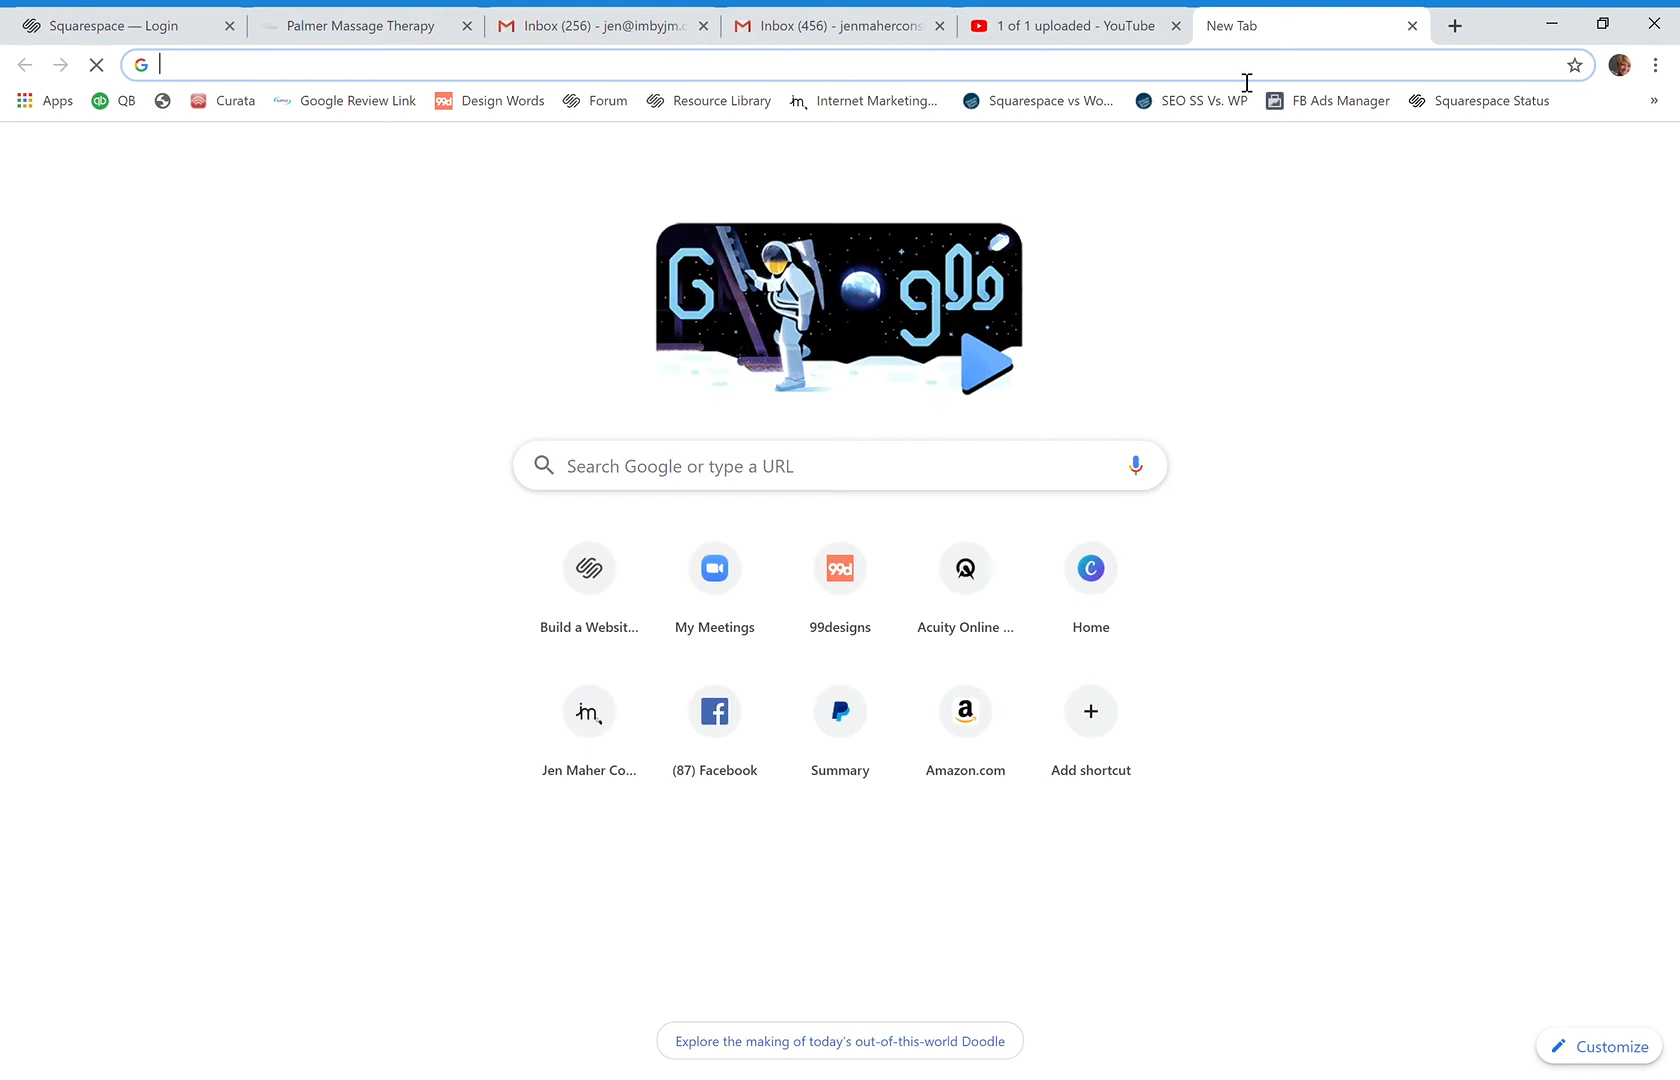 Squarespace — Login
Palmer Massage Therapy
Inbox (256) - jen@imbyjm.c
Inbox (456) - jenmahercons
1 of 1 uploaded - YouTube
New Tab
Apps
QB
Curata
Google Review Link
99d Design Words
Forum
Resource Library
Internet Marketing...
Squarespace vs Wo...
SEO SS Vs. WP
FB Ads Manager
Squarespace Status
»
Search Google or type a URL
99d
Build a Websit...
My Meetings
99designs
Acuity Online ...
Home
m
Jen Maher Co...
(87) Facebook
Summary
Amazon.com
Add shortcut
Explore the making of today's out-of-this-world Doodle
Customize